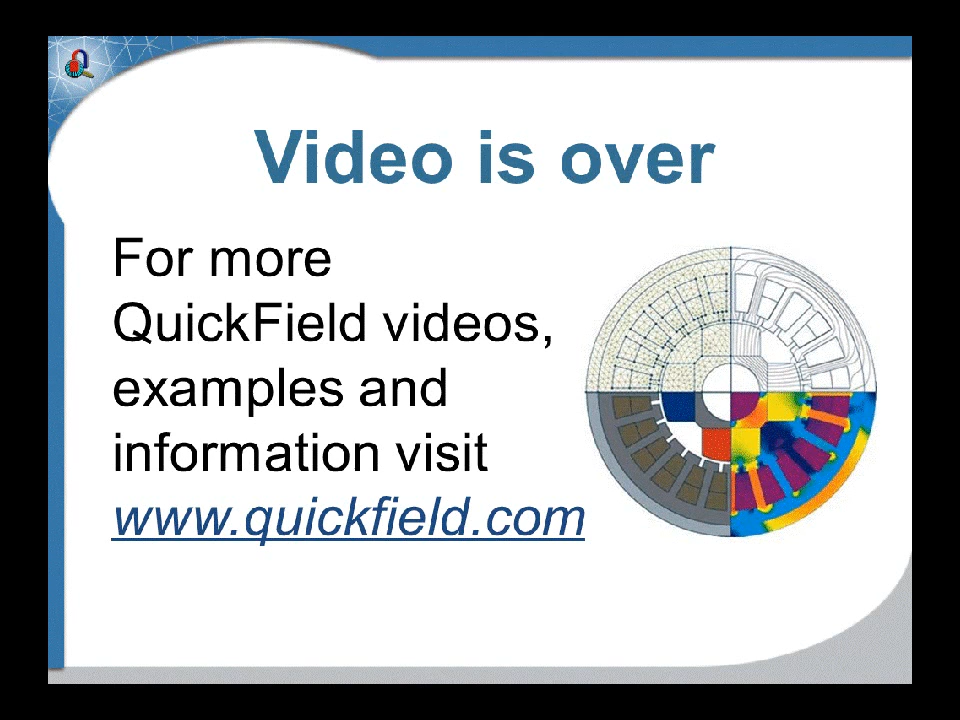 Video is over
For more
QuickField videos,
examples and
information visit
www.quickfield.com